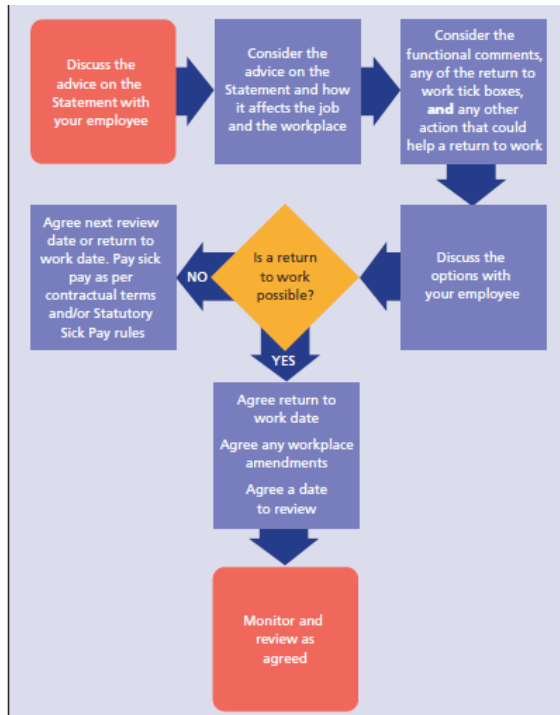 Discuss the
advice on the
Statement with
your employee
Consider the
advice on the
Statement and how
it affects the job
and the workplace
Consider the
functional comments,
any of the return to
work tick boxes,
and any other
action that could
help a return to work
Discuss the
options with
your employee
Is a return
to work
possible?
NO
Agree next review
date or return to
work date. Pay sick
pay as per
contractual terms
and/or Statutory
Sick Pay rules
YES
Agree return to
work date
Agree any workplace
amendments
Agree a date
to review
Monitor and
review as
agreed